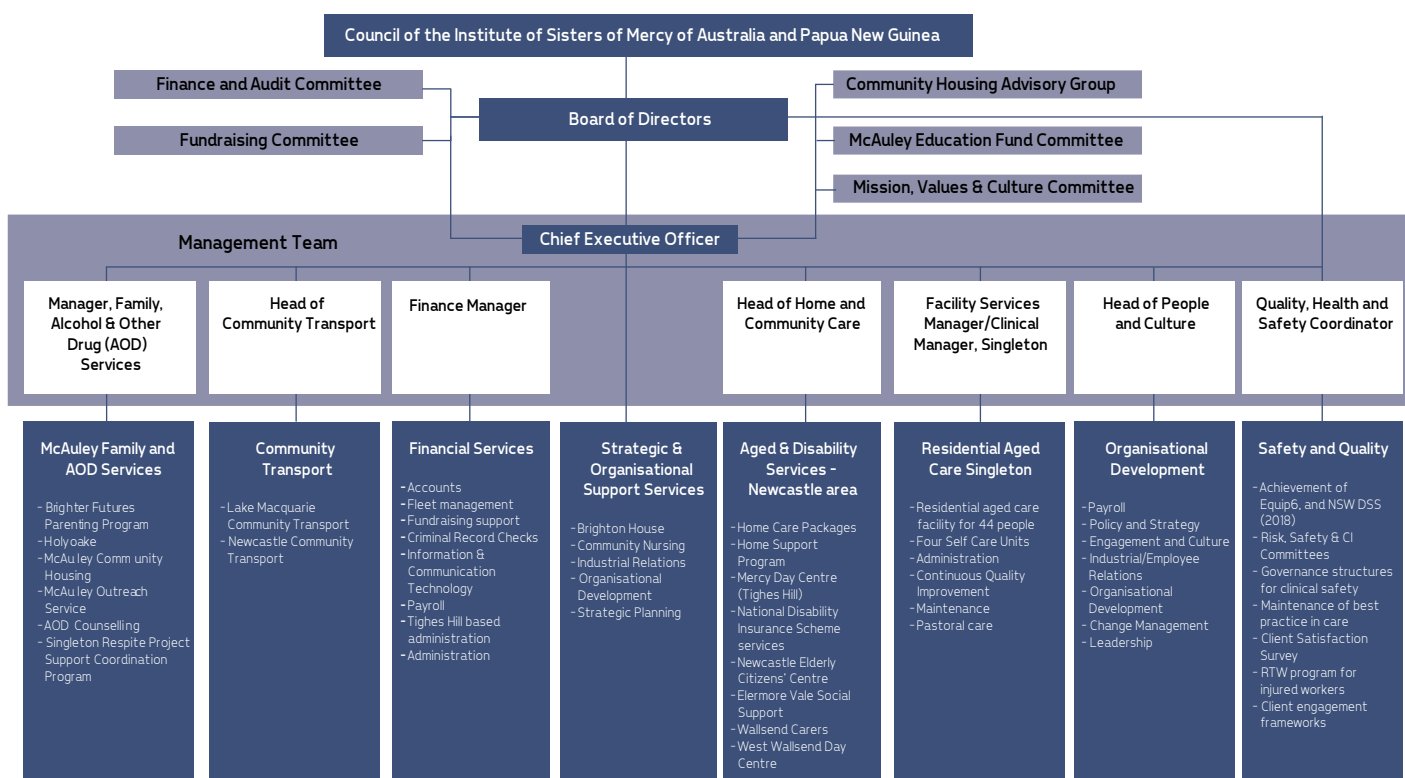 Council of the Institute of Sisters of Mercy of Australia and Papua New Guinea
Finance and Audit Committee
Fundraising Committee
Board of Directors
Community Housing Advisory Group
McAuley Education Fund Committee
Mission, Values & Culture Committee
Management Team
Chief Executive Officer
Manager, Family,
Alcohol & Other
Drug (AOD)
Services
Head of
Community Transport
Finance Manager
Head of Home and
Community Care
Facility Services
Manager/Clinical
Manager, Singleton
Head of People
and Culture
Quality, Health and
Safety Coordinator
McAuley Family and
AOD Services
- Brighter Futures
Parenting Program
- Holyoake
- McAu ley Comm unity
Housing
- McAu ley Outreach
Service
- AOD Counselling
- Singleton Respite Project
Support Coordination
Program
Community
Transport
- Lake Macquarie
Community Transport
- Newcastle Community
Transport
Financial Services
- Accounts
- Fleet management
- Fundraising support
- Criminal Record Checks
- Information &
Communication
Technology
- Payroll
- Tighes Hill based
administration
- Administration
Strategic &
Organisational
Support Services
- Brighton House
- Community Nursing
- Industrial Relations
- Organisational
Development
- Strategic Planning
Aged & Disability
Services -
Newcastle area
- Home Care Packages
- Home Support
Program
- Mercy Day Centre
(Tighes Hill)
- National Disability
Insurance Scheme
services
- Newcastle Elderly
Citizens' Centre
- Elermore Vale Social
Support
- Wallsend Carers
- West Wallsend Day
Centre
Residential Aged
Care Singleton
- Residential aged care
facility for 44 people
- Four Self Care Units
- Administration
- Continuous Quality
Improvement
- Maintenance
- Pastoral care
Organisational
Development
- Payroll
- Policy and Strategy
- Engagement and Culture
- Industrial/Employee
Relations
- Organisational
Development
- Change Management
- Leadership
Safety and Quality
- Achievement of
Equip6, and NSW DSS
(2018)
- Risk, Safety & CI
Committees
- Governance structures
for clinical safety
- Maintenance of best
practice in care
- Client Satisfaction
Survey
- RTW program for
injured workers
- Client engagement
frameworks